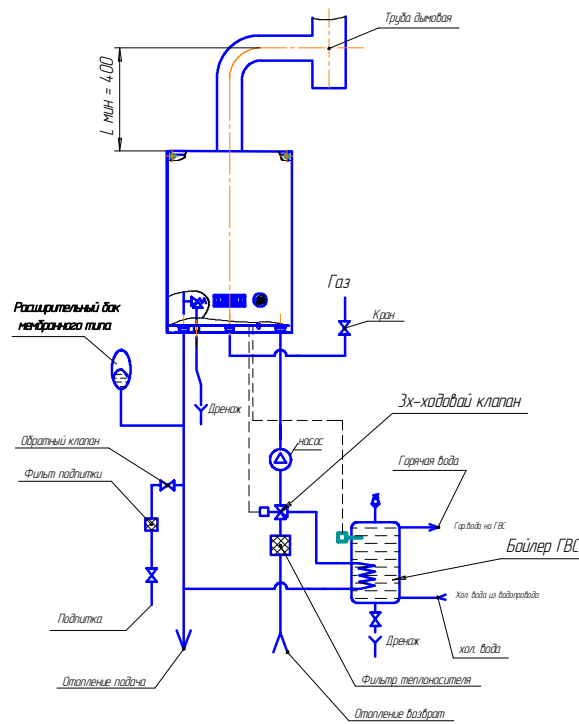 Труба дымовая
L мин = 400
Газ
Кран
Расширительный бак
мембранного типа
Дренаж
3х-ходовай клапан
насос
Обратный клапан
Горячая вода
Фильт подпитки
Гор.вода на ГВС
Бойлер ГВС
Хол. вода из водопровода
Подпитка
Дренаж
хол. вода
Отопление подача
Фильтр теплоносителя
Отопление возврат